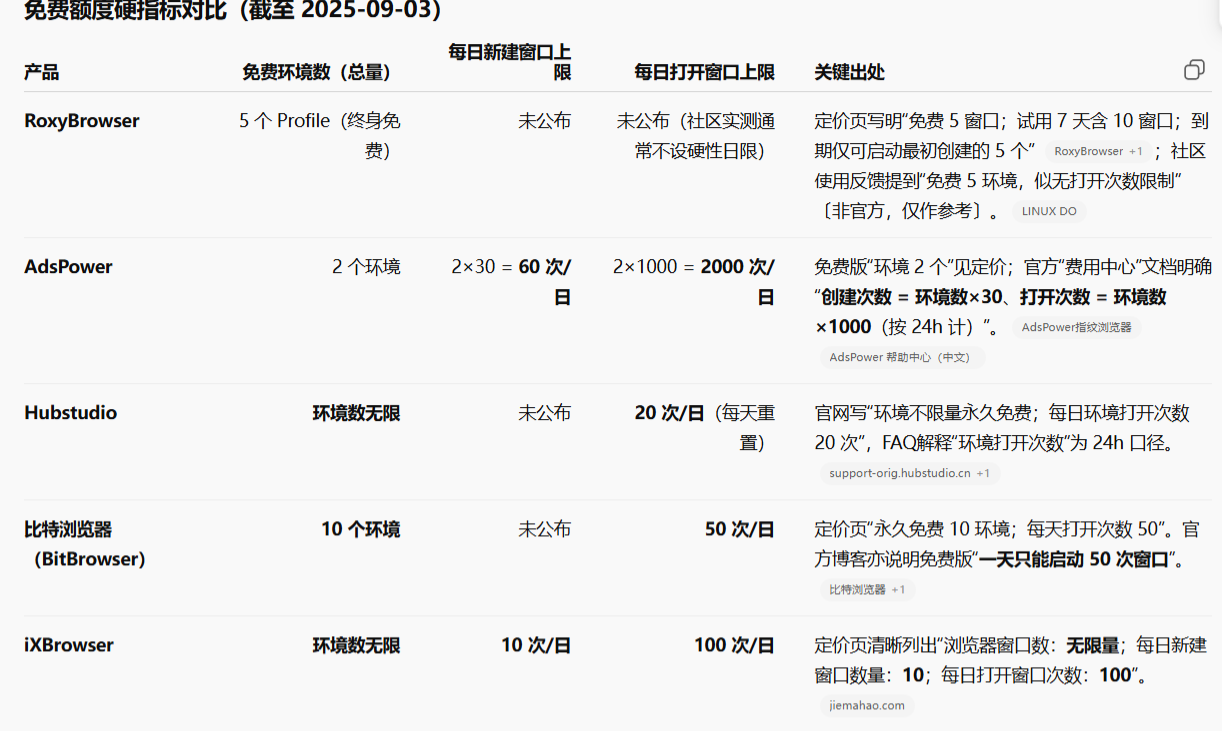 免费额度硬指标对比（截至 2025-09-03）
产品
免费环境数（总量）
每日新建窗口上
限
每日打开窗口上限
关键出处
RoxyBrowser
5 个 Profile（终身免
费）
未公布
未公布（社区实测通
常不设硬性日限）
定价页写明“免费 5 窗口；试用 7 天含 10 窗口；到
期仅可启动最初创建的 5 个” RoxyBrowser +1 ；社区
使用反馈提到“免费 5 环境，似无打开次数限制”
〔非官方，仅作参考〕。 LINUX DO
AdsPower
2 个环境
2×30 = 60 次/
日
2×1000 = 2000 次/
日
免费版“环境 2 个”见定价；官方“费用中心”文档明确
“创建次数 = 环境数×30、打开次数 = 环境数
×1000（按 24h 计）”。 AdsPower指纹浏览器
AdsPower 帮助中心（中文）
Hubstudio
环境数无限
未公布
20 次/日（每天重
置）
官网写“环境不限量永久免费；每日环境打开次数
20 次”，FAQ解释“环境打开次数”为 24h 口径。
support-orig.hubstudio.cn +1
比特浏览器
（BitBrowser）
10 个环境
未公布
50 次/日
定价页“永久免费 10 环境；每天打开次数 50”。官
方博客亦说明免费版“一天只能启动 50 次窗口”。
比特浏览器 +1
iXBrowser
环境数无限
10 次/日
100 次/日
定价页清晰列出“浏览器窗口数：无限量；每日新建
窗口数量：10；每日打开窗口次数：100”。
jiemahao.com